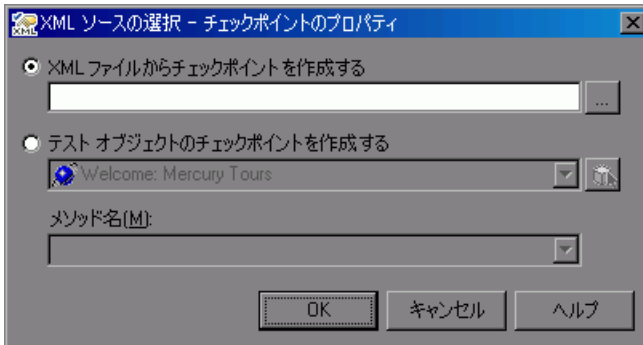 XML ソースの選択 - チェックポイントのプロパティ
XML ファイルからチェックポイントを作成する
...
テスト オブジェクトのチェックポイントを作成する
Welcome: Mercury Tours
メソッド名(M):
OK キャンセル ヘルプ